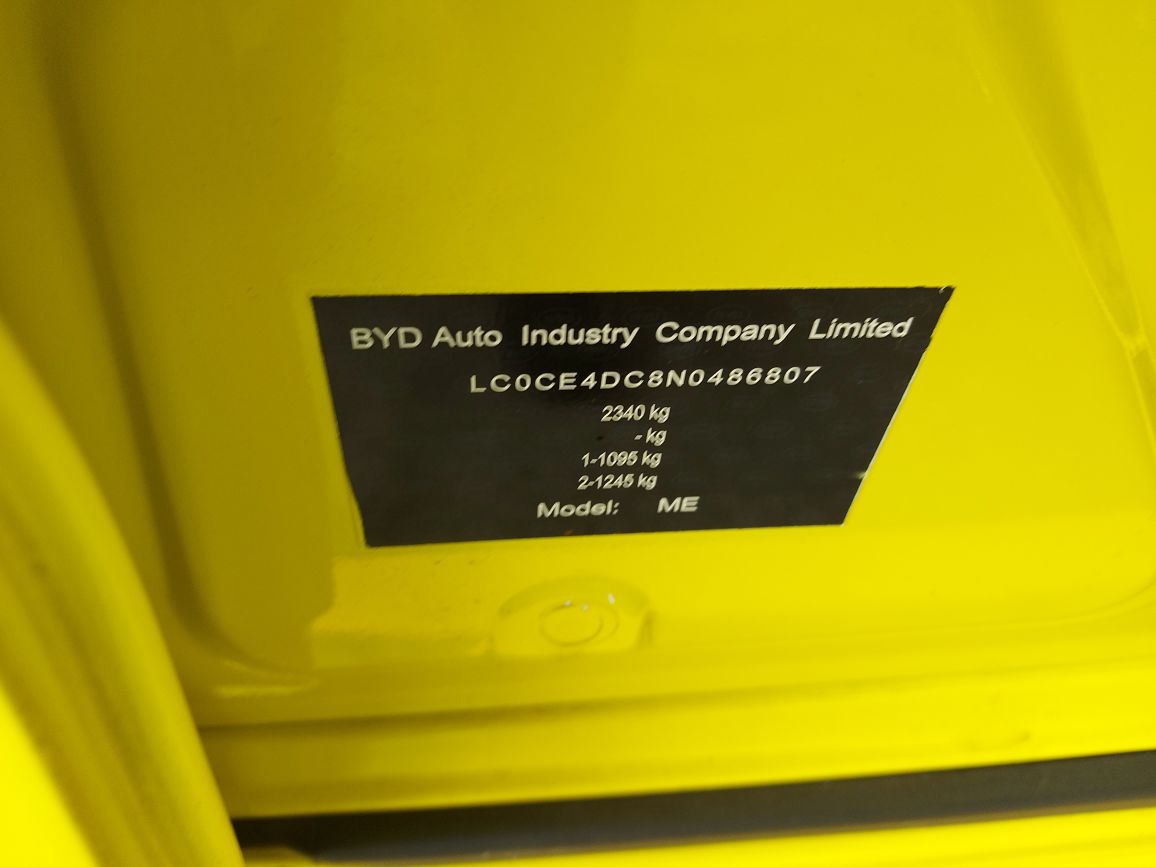 BYD Auto Industry Company Limited
LC0CE4DC8N0486807
2340 kg
- kg
1-1095 kg
2-1245 kg
Model: ME